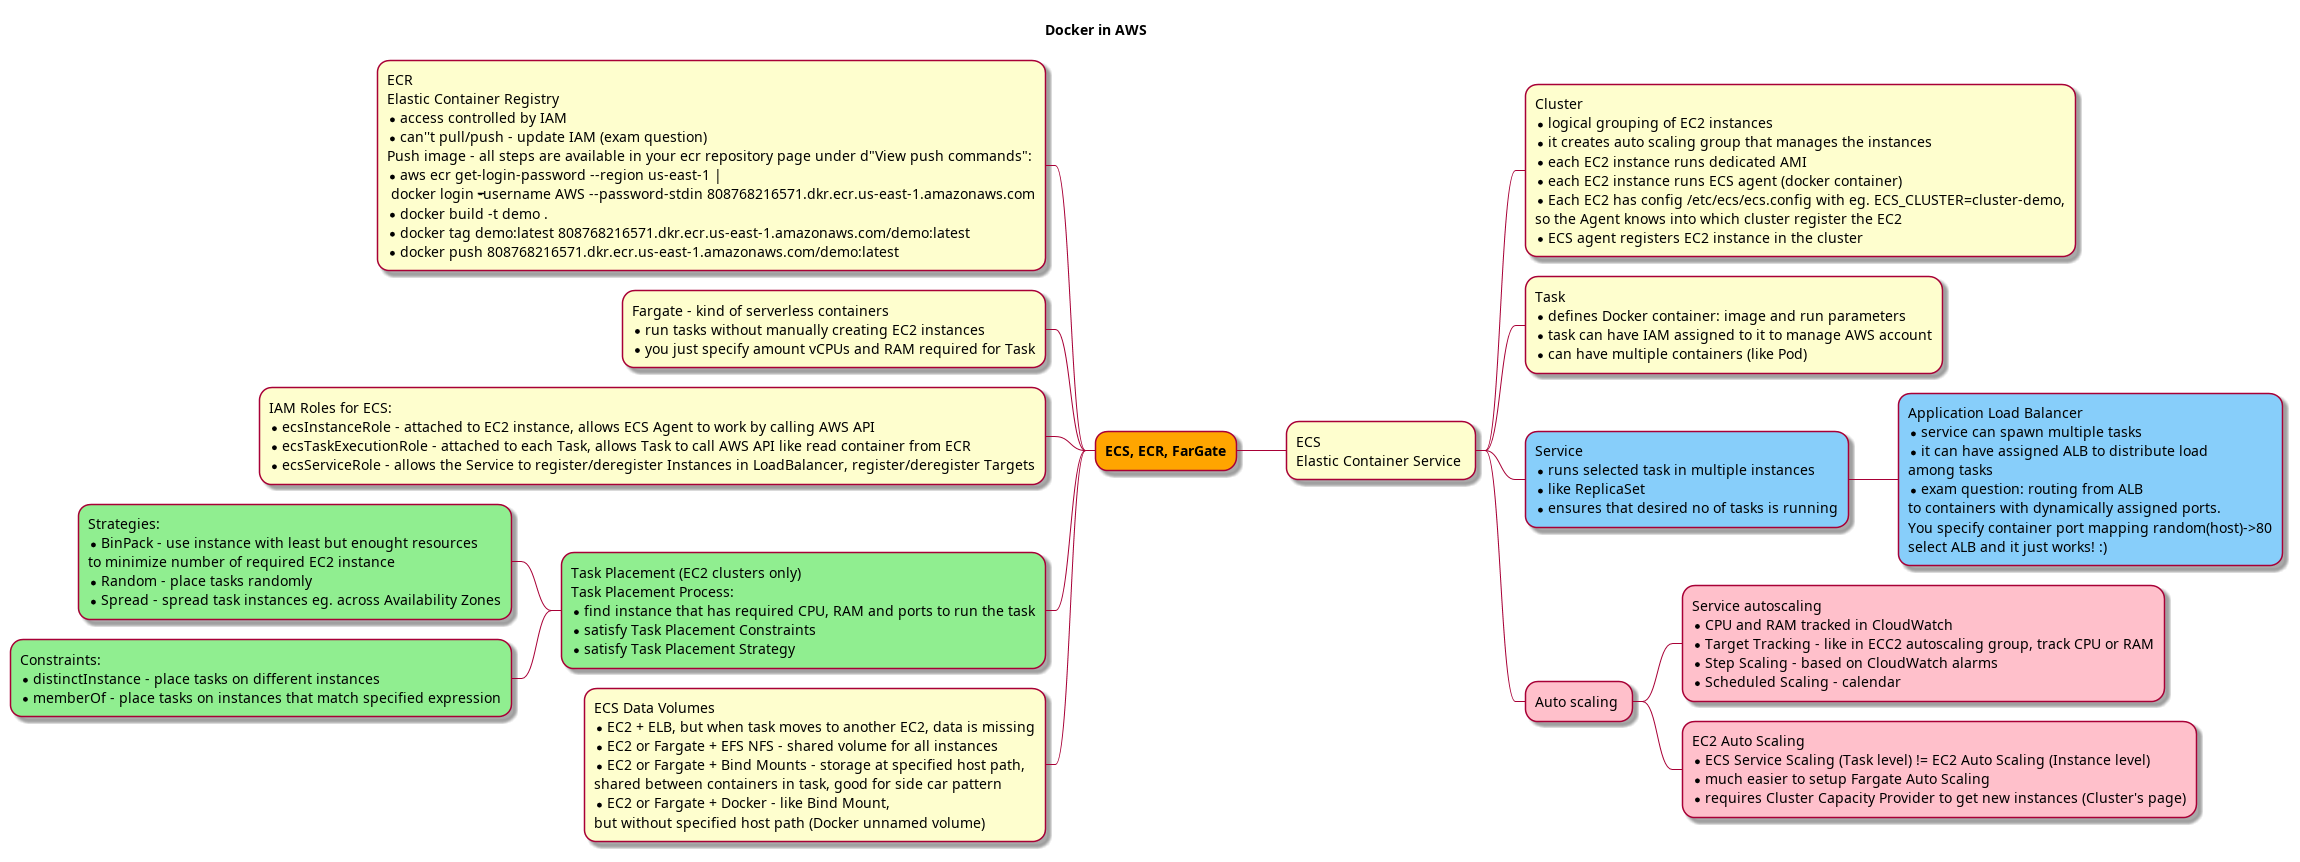 Docker in AWS
ECR
Elastic Container Registry
• access controlled by IAM
• can''t pull/push - update IAM (exam question)
Push image - all steps are available in your ecr repository page under d"View push commands":
• aws ecr get-login-password --region us-east-1 |
docker login --username AWS --password-stdin 808768216571.dkr.ecr.us-east-1.amazonaws.com
• docker build -t demo .
• docker tag demo:latest 808768216571.dkr.ecr.us-east-1.amazonaws.com/demo:latest
• docker push 808768216571.dkr.ecr.us-east-1.amazonaws.com/demo:latest
Fargate - kind of serverless containers
• run tasks without manually creating EC2 instances
• you just specify amount vCPUs and RAM required for Task
IAM Roles for ECS:
• ecsInstanceRole - attached to EC2 instance, allows ECS Agent to work by calling AWS API
• ecsTaskExecutionRole - attached to each Task, allows Task to call AWS API like read container from ECR
• ecsServiceRole - allows the Service to register/deregister Instances in LoadBalancer, register/deregister Targets
Strategies:
• BinPack - use instance with least but enought resources
to minimize number of required EC2 instance
• Random - place tasks randomly
• Spread - spread task instances eg. across Availability Zones
Constraints:
• distinctInstance - place tasks on different instances
• memberOf - place tasks on instances that match specified expression
Task Placement (EC2 clusters only)
Task Placement Process:
• find instance that has required CPU, RAM and ports to run the task
• satisfy Task Placement Constraints
• satisfy Task Placement Strategy
ECS Data Volumes
• EC2 + ELB, but when task moves to another EC2, data is missing
• EC2 or Fargate + EFS NFS - shared volume for all instances
• EC2 or Fargate + Bind Mounts - storage at specified host path,
shared between containers in task, good for side car pattern
• EC2 or Fargate + Docker - like Bind Mount,
but without specified host path (Docker unnamed volume)
ECS, ECR, FarGate
ECS
Elastic Container Service
Cluster
• logical grouping of EC2 instances
• it creates auto scaling group that manages the instances
• each EC2 instance runs dedicated AMI
• each EC2 instance runs ECS agent (docker container)
• Each EC2 has config /etc/ecs/ecs.config with eg. ECS_CLUSTER=cluster-demo,
so the Agent knows into which cluster register the EC2
• ECS agent registers EC2 instance in the cluster
Task
• defines Docker container: image and run parameters
• task can have IAM assigned to it to manage AWS account
• can have multiple containers (like Pod)
Service
• runs selected task in multiple instances
• like ReplicaSet
• ensures that desired no of tasks is running
Application Load Balancer
• service can spawn multiple tasks
• it can have assigned ALB to distribute load
among tasks
• exam question: routing from ALB
to containers with dynamically assigned ports.
You specify container port mapping random(host)->80
select ALB and it just works! :)
Auto scaling
Service autoscaling
• CPU and RAM tracked in CloudWatch
• Target Tracking - like in ECC2 autoscaling group, track CPU or RAM
• Step Scaling - based on CloudWatch alarms
• Scheduled Scaling - calendar
EC2 Auto Scaling
• ECS Service Scaling (Task level) != EC2 Auto Scaling (Instance level)
• much easier to setup Fargate Auto Scaling
• requires Cluster Capacity Provider to get new instances (Cluster's page)